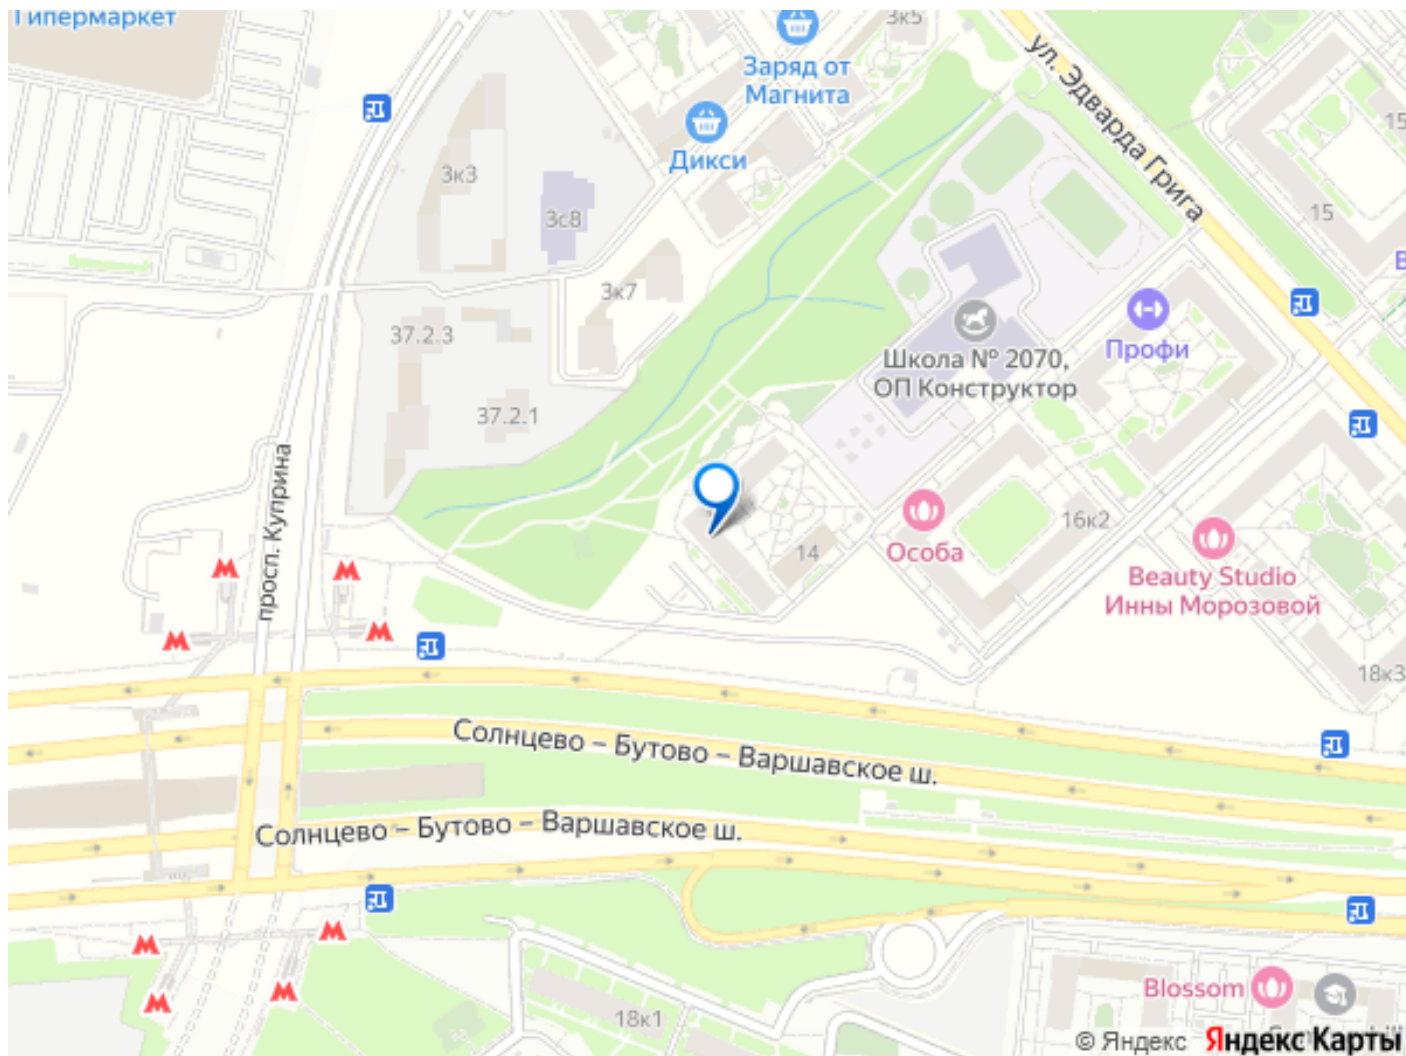 Гипермаркет
3к5
Заряд от
Магнита
ул. Эдварда Грига
15
Дикси
3к3
15
3с8
3к7
37.2.3
Профи
Школа № 2070,
ОП Конструктор
37.2.1
просп. Куприна
16к2
Особа
14
Beauty Studio
Инны Морозовой
18к3
Солнцево – Бутово – Варшавское ш.
Солнцево – Бутово – Варшавское ш.
Blossom
18к1
© Яндекс Яндекс Карты